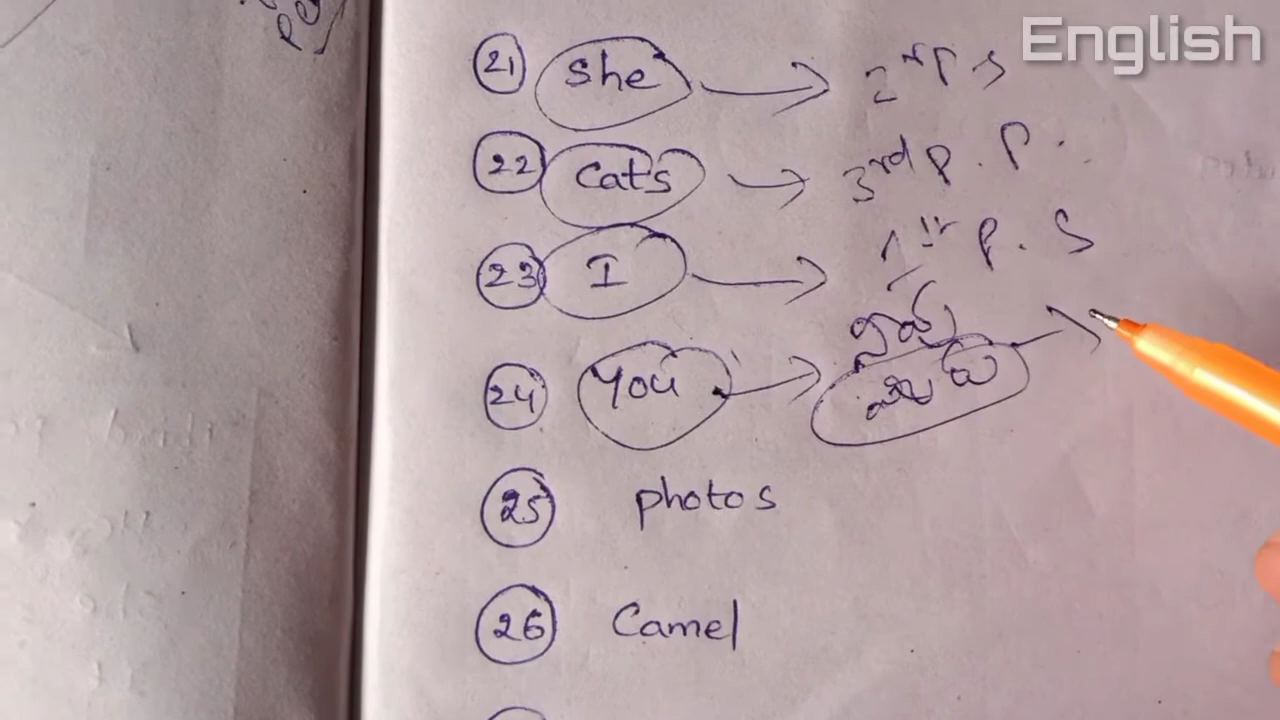 English
21 She → 2nd p. s
22 Cats → 3rd p. p.
23 I → 1st p. s
24 You →
25 photos
26 Camel